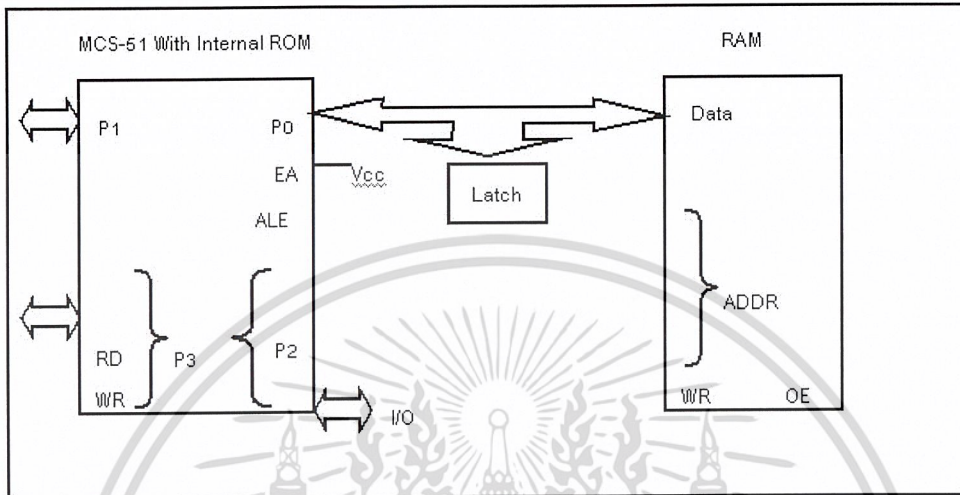 MCS-51 With Internal ROM
RAM
P1
P0
Data
EA
Vcc
Latch
ALE
ADDR
RD
P3
P2
WR
I/O
WR
OE